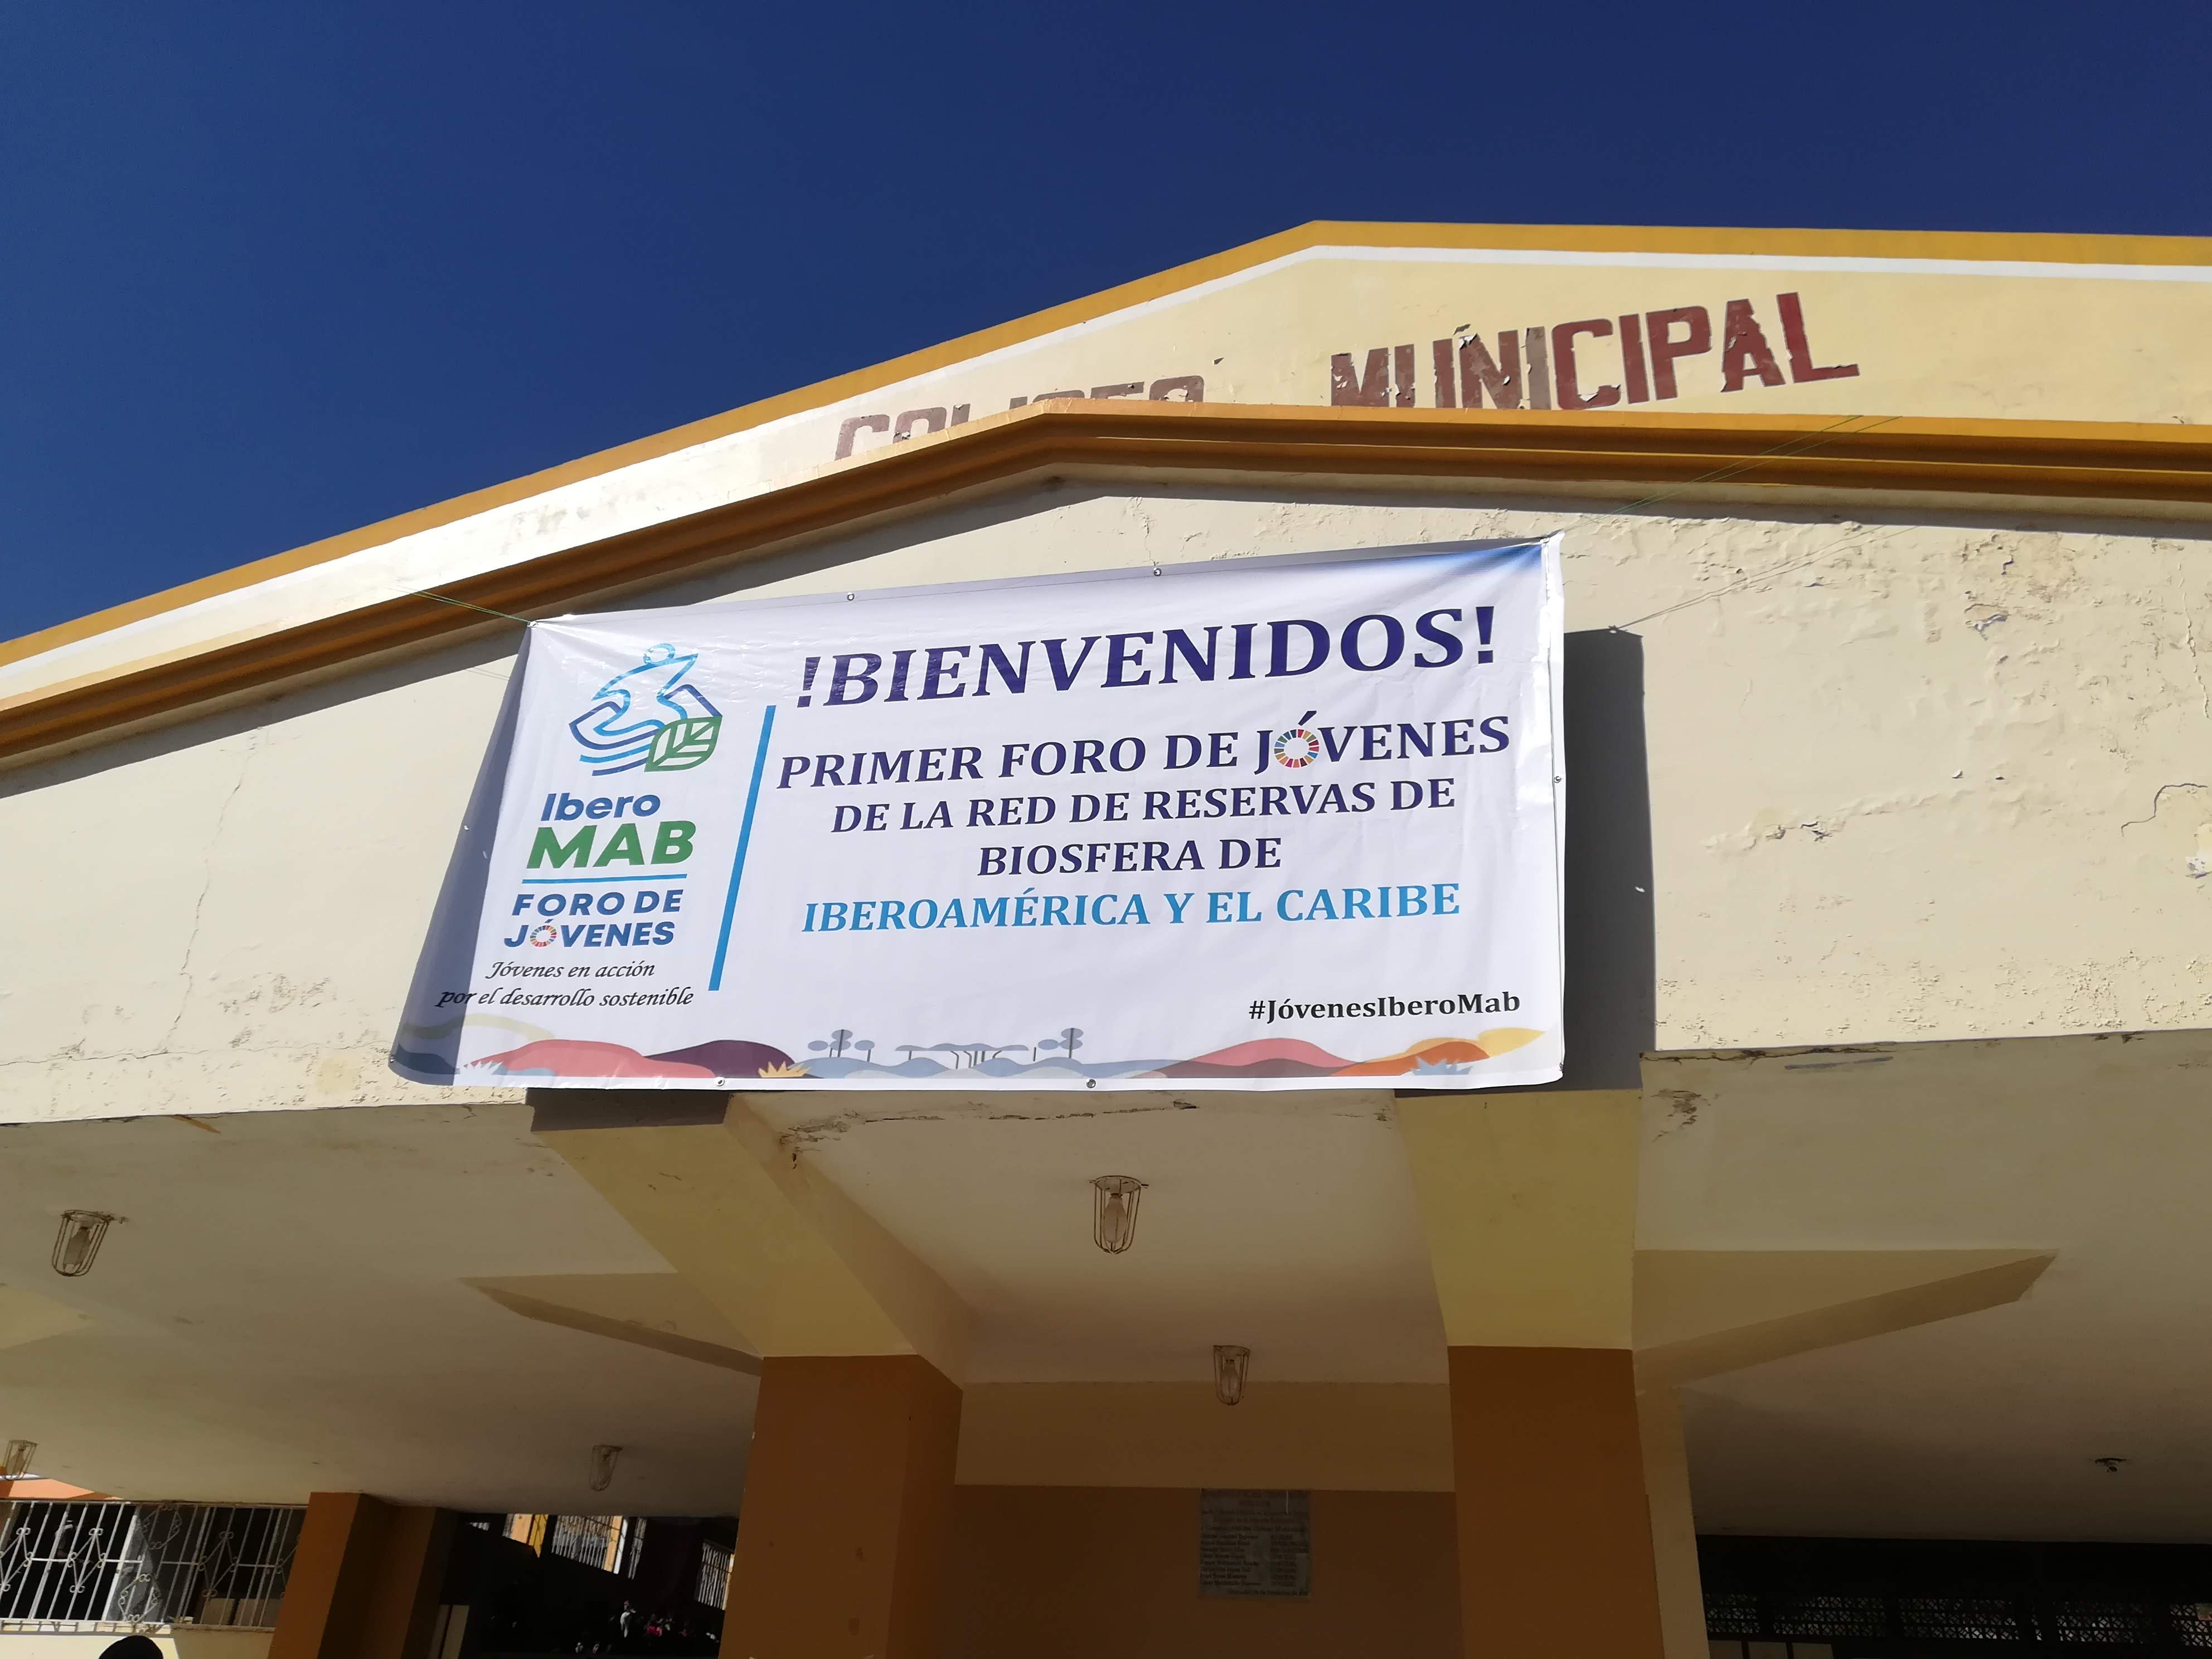 COLISEO MUNICIPAL
!BIENVENIDOS!
PRIMER FORO DE JÓVENES
DE LA RED DE RESERVAS DE
BIOSFERA DE
IBEROAMÉRICA Y EL CARIBE
#JóvenesIberoMab
Ibero
MAB
FORO DE
JÓVENES
Jóvenes en acción
por el desarrollo sostenible